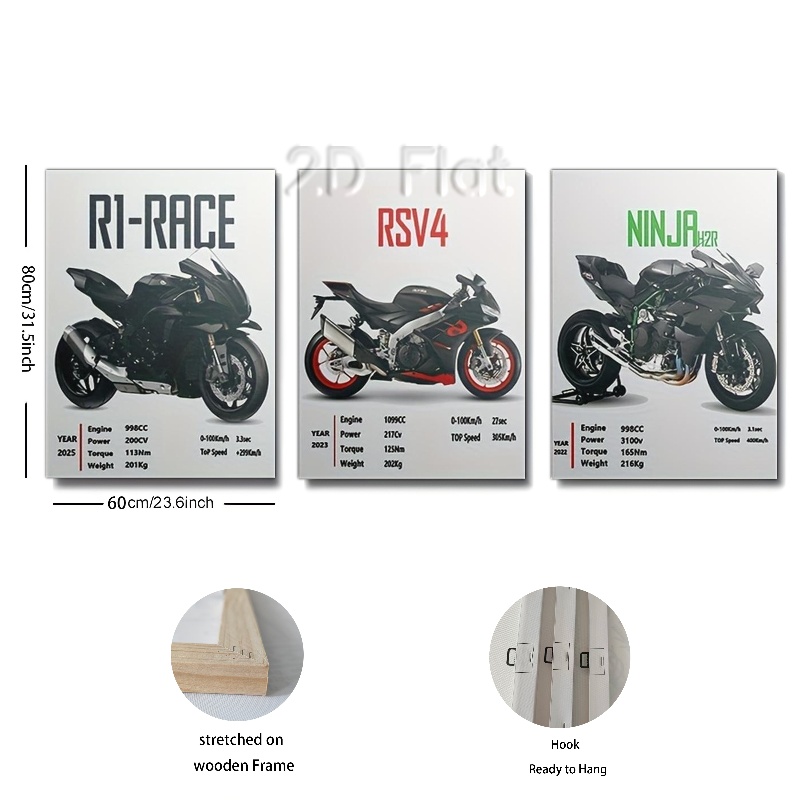 2.D Flat.
80cm/31.5inch
R1-RACE
YEAR
2025
Engine 998CC
Power 200CV
Torque 113Nm
Weight 201Kg
0-100Km/h 3.3sec
TOP Speed +299Km/h
RSV4
YEAR
2023
Engine 1099CC
Power 217Cv
Torque 125Nm
Weight 202Kg
0-100Km/h 27sec
TOP Speed 305Km/h
NINJA H2R
YEAR
2022
Engine 998CC
Power 3100v
Torque 165Nm
Weight 216Kg
0-100Km/h 3.1sec
TOP Speed 400Km/h
60cm/23.6inch
stretched on
wooden Frame
Hook
Ready to Hang